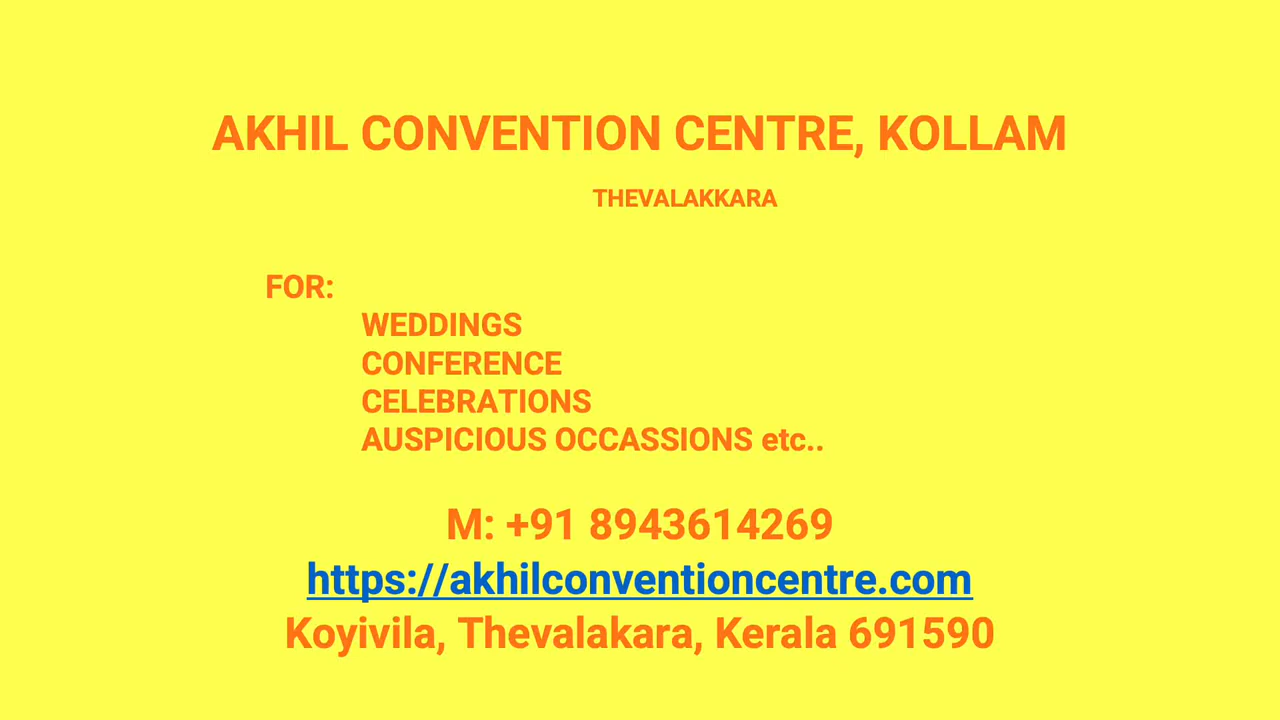 AKHIL CONVENTION CENTRE, KOLLAM
THEVALAKKARA
FOR:
WEDDINGS
CONFERENCE
CELEBRATIONS
AUSPICIOUS OCCASSIONS etc..
M: +91 8943614269
https://akhilconventioncentre.com
Koyivila, Thevalakara, Kerala 691590